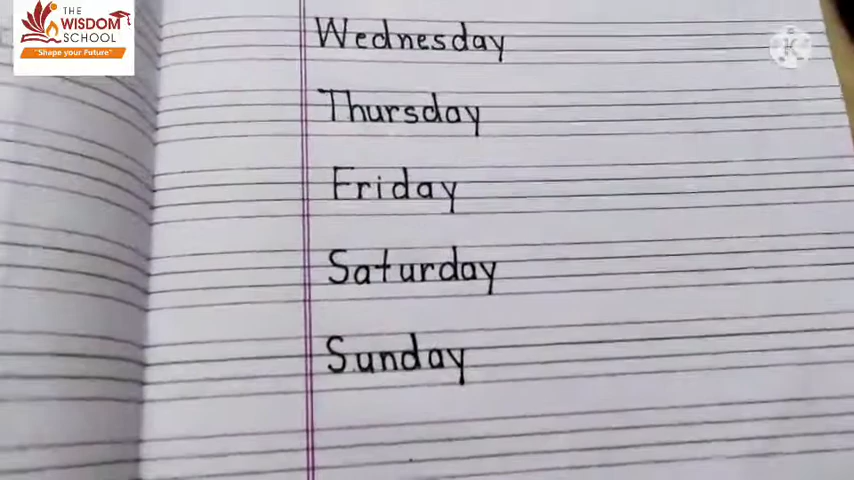 THE
WISDOM
SCHOOL
"Shape your Future"
K
Wednesday
Thursday
Friday
Saturday
Sunday